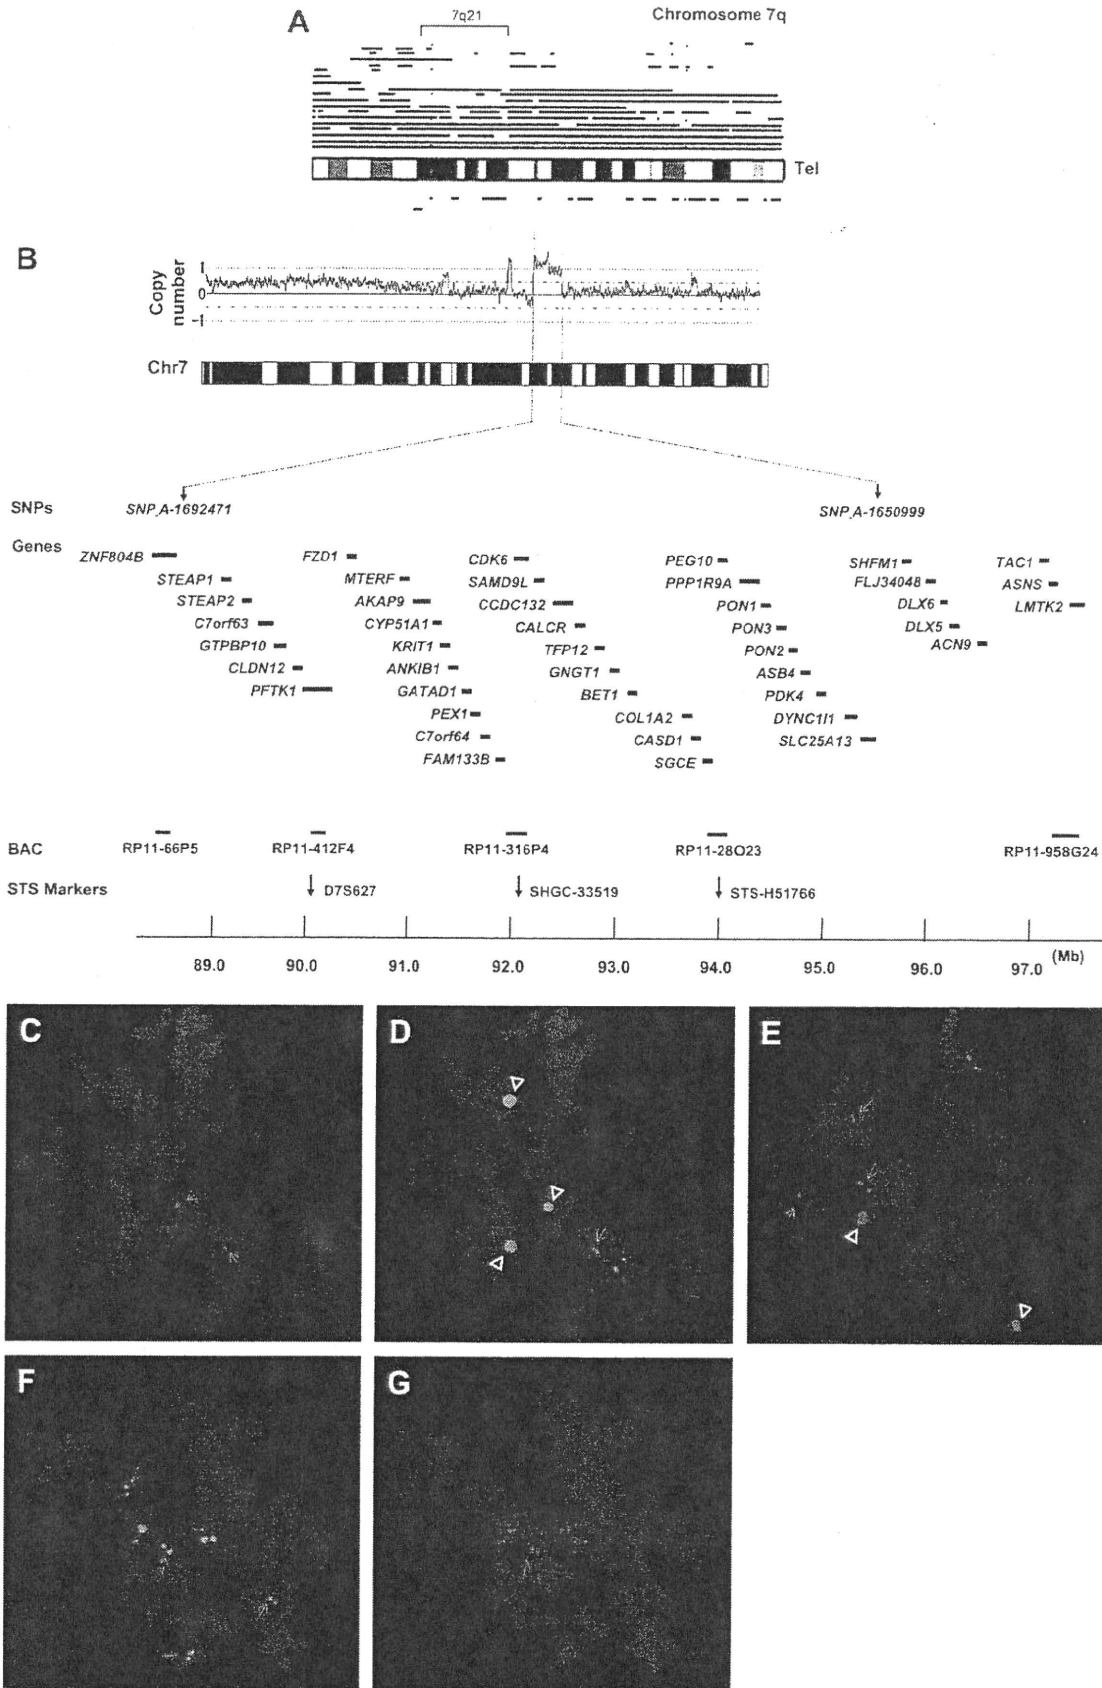 A 7q21 Chromosome 7q
Tel
B
Copy number
1
0
-1
Chr7
SNPs SNP_A-1692471 SNP_A-1650999
Genes
ZNF804B FZD1 CDK6 PEG10 SHFM1 TAC1
STEAP1 MTERF SAMD9L PPP1R9A FLJ34048 ASNS
STEAP2 AKAP9 CCDC132 PON1 DLX6 LMTK2
C7orf63 CYP51A1 CALCR PON3 DLX5
GTPBP10 KRIT1 TFP12 PON2 ACN9
CLDN12 ANKIB1 GNGT1 ASB4
PFTK1 GATAD1 BET1 PDK4
PEX1 COL1A2 DYNC1I1
C7orf64 CASD1 SLC25A13
FAM133B SGCE
BAC RP11-66P5 RP11-412F4 RP11-316P4 RP11-28O23 RP11-958G24
STS Markers D7S627 SHGC-33519 STS-H51766
89.0 90.0 91.0 92.0 93.0 94.0 95.0 96.0 97.0 (Mb)
C D E
F G